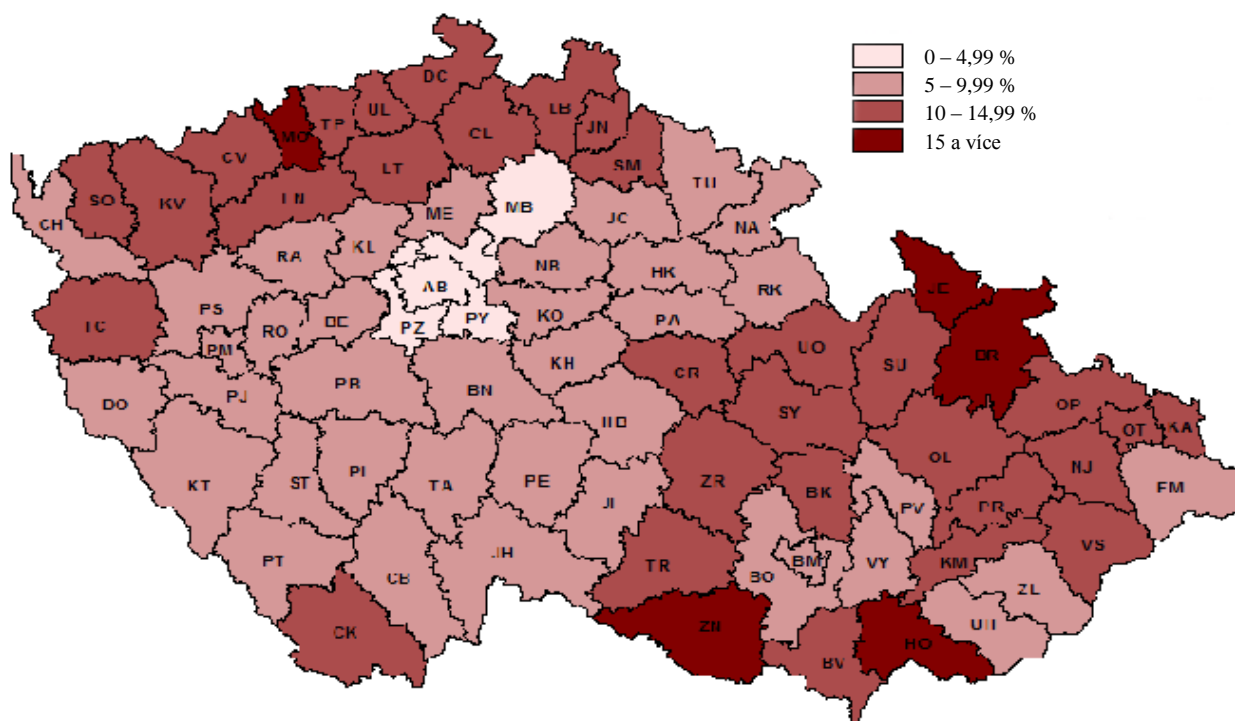 0 – 4,99 %
5 – 9,99 %
10 – 14,99 %
15 a více
DC
LB
UL
TP
JN
MO
CL
CV
LT
SM
TU
SO
KV
LN
MB
ME
JC
CH
NA
KL
RA
NB
HK
AB
RK
JE
PS
BE
TC
RO
PZ
PY
KO
PA
PM
UO
BR
KH
SU
CR
PB
BN
DO
PJ
SY
OP
HB
OT
KA
OL
NJ
KT
ST
PI
TA
PE
ZR
BK
FM
JI
PV
PR
VS
PT
JH
CB
TR
BM
VY
KM
BO
ZL
UH
CK
ZN
HO
BV